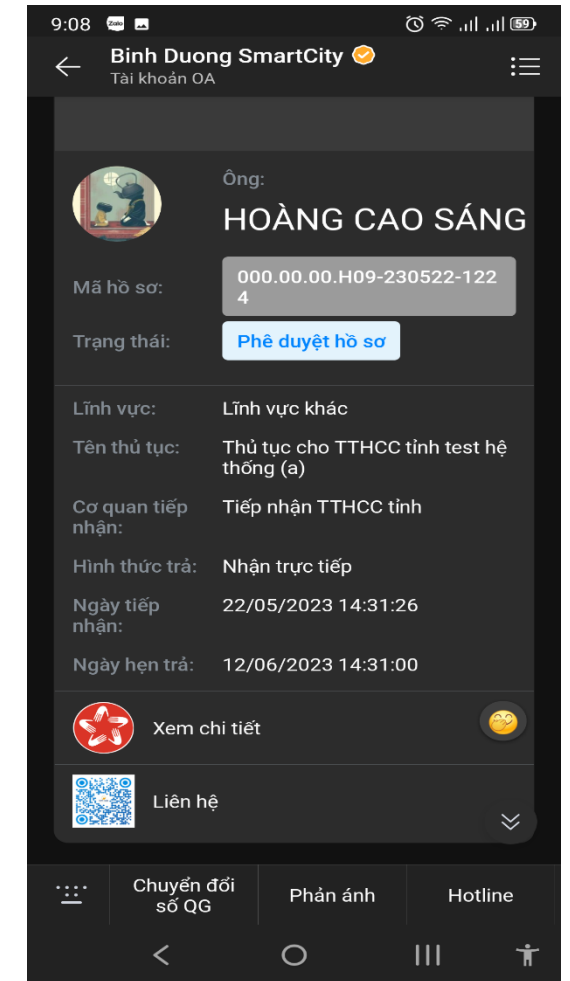 9:08 Zalo 59
Binh Duong SmartCity
Tài khoản OA
Ông:
HOÀNG CAO SÁNG
Mã hồ sơ:
000.00.00.H09-230522-122
4
Trạng thái:
Phê duyệt hồ sơ
Lĩnh vực:
Lĩnh vực khác
Tên thủ tục:
Thủ tục cho TTHCC tỉnh test hệ
thống (a)
Cơ quan tiếp
nhận:
Tiếp nhận TTHCC tỉnh
Hình thức trả:
Nhận trực tiếp
Ngày tiếp
nhận:
22/05/2023 14:31:26
Ngày hẹn trả:
12/06/2023 14:31:00
Xem chi tiết
Liên hệ
Chuyển đổi
số QG
Phản ánh
Hotline